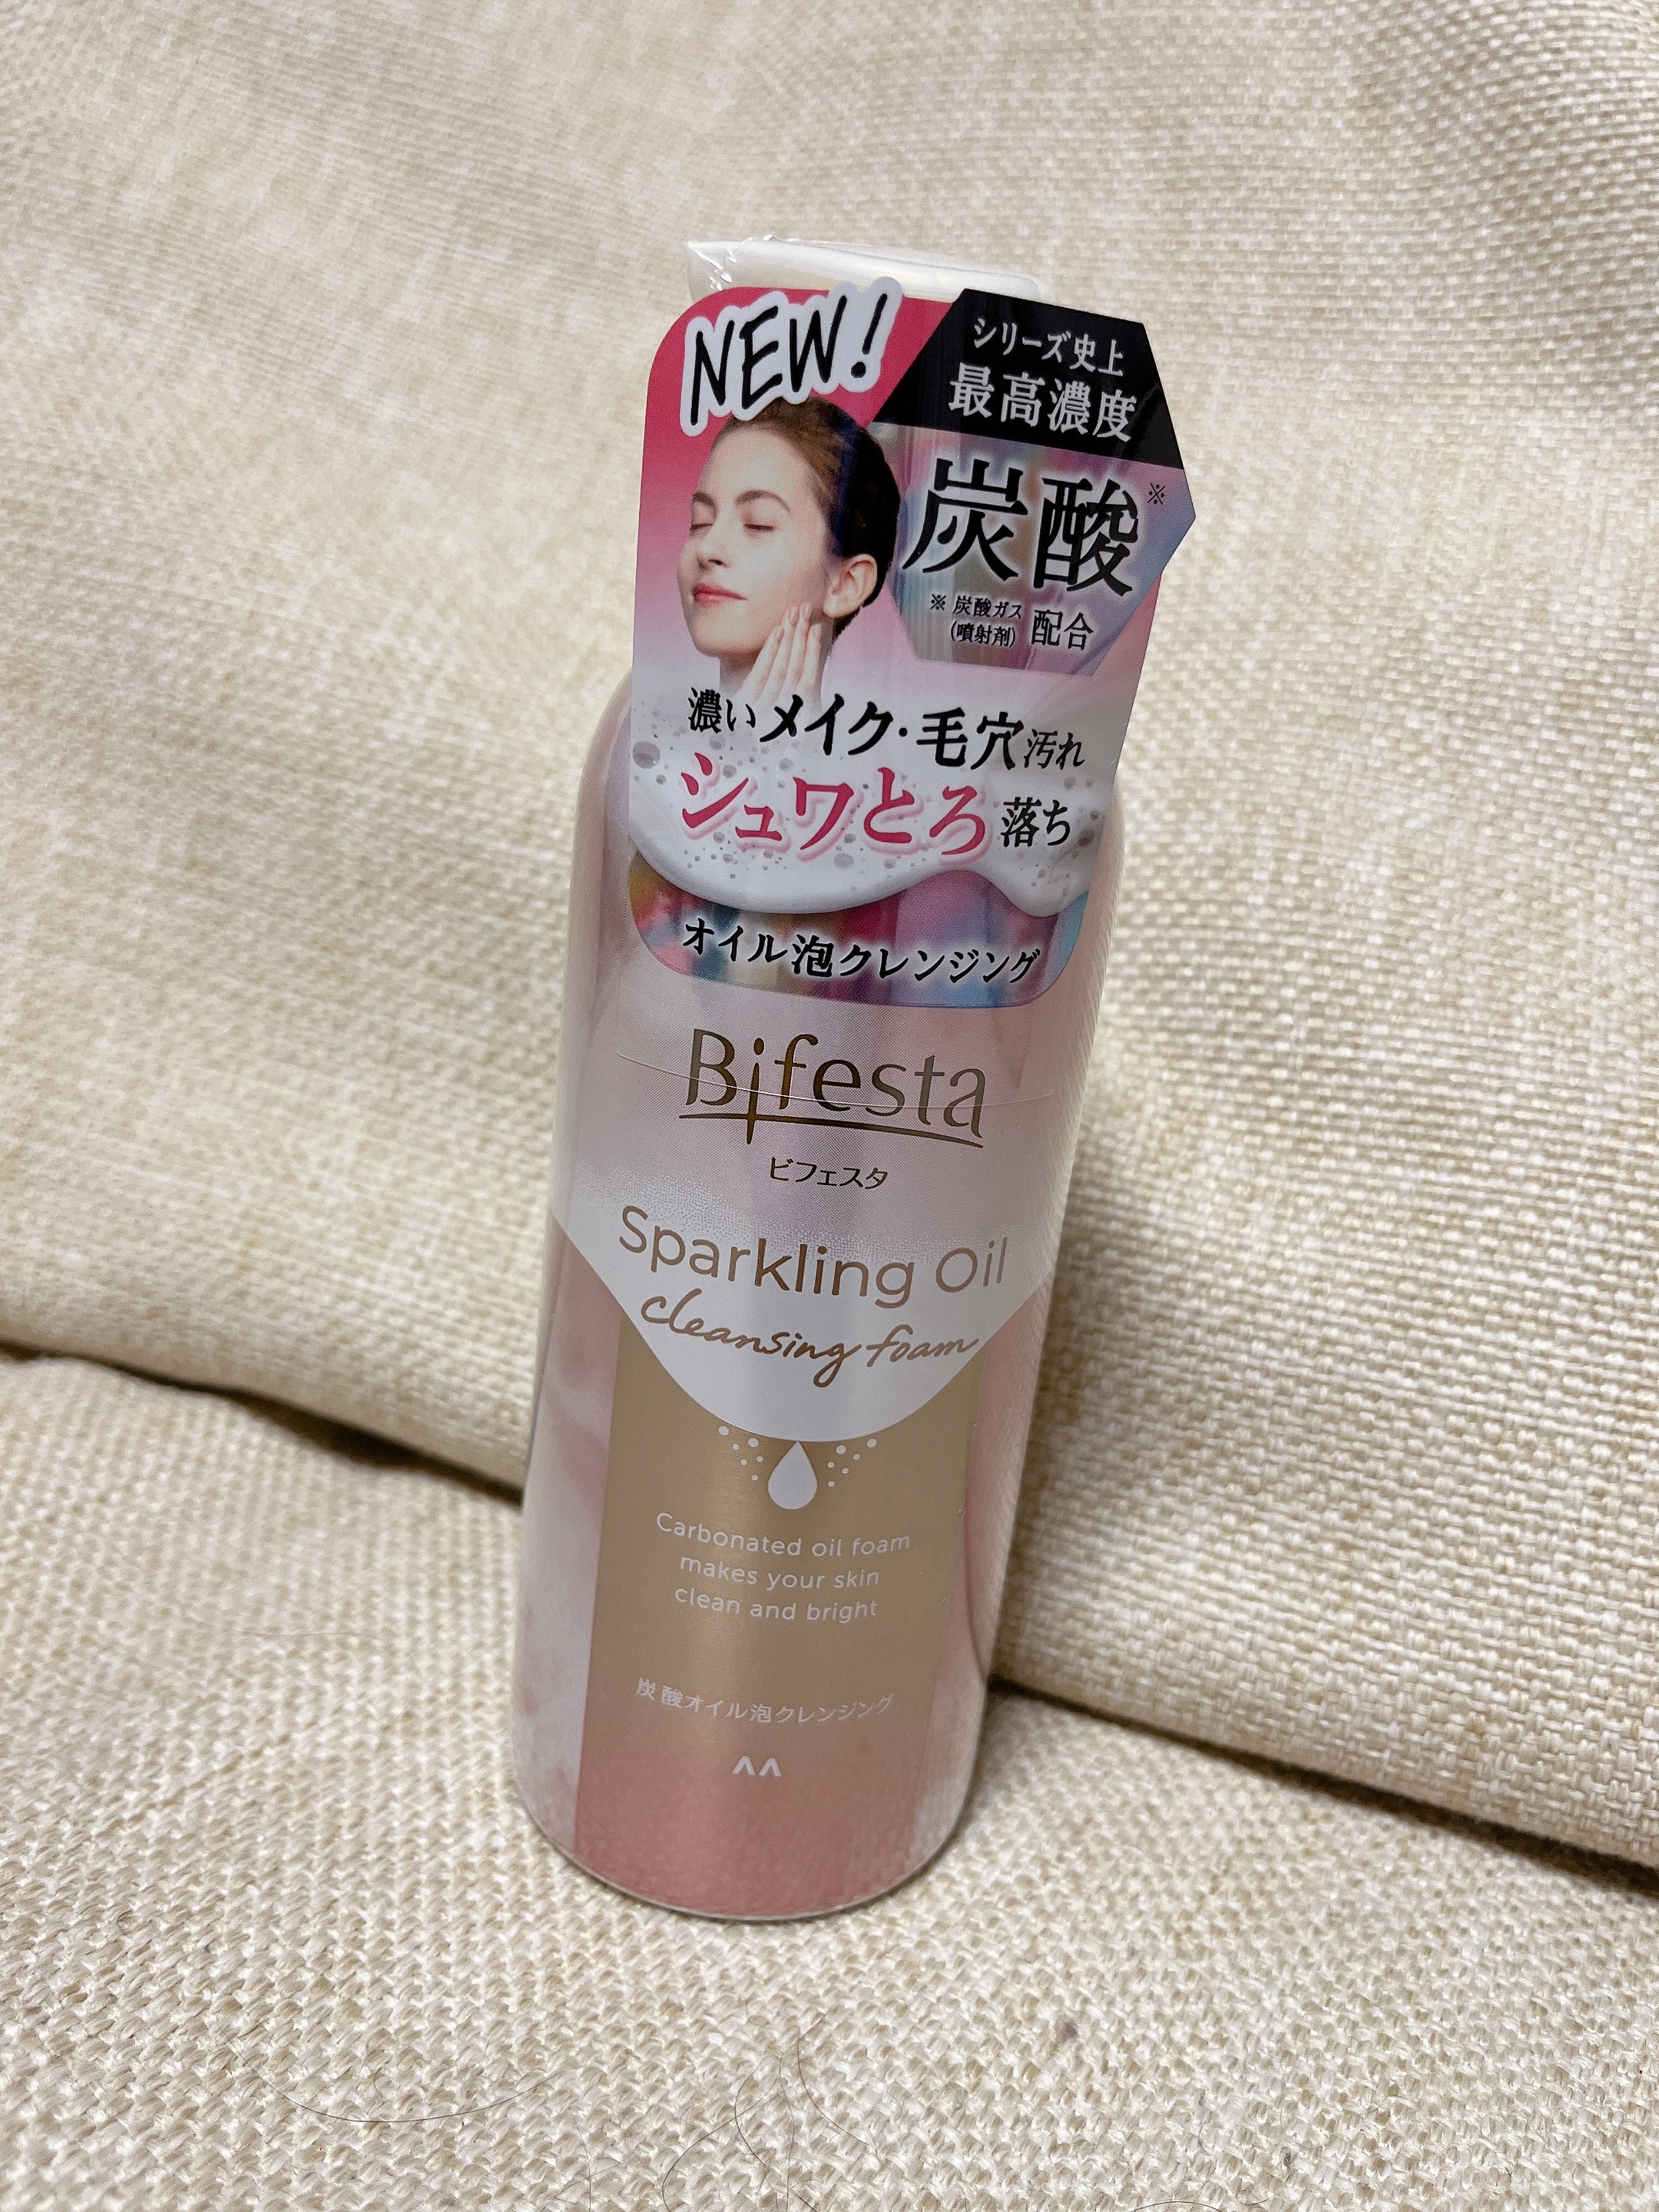 NEW!
シリーズ史上
最高濃度
炭酸※
※炭酸ガス
(噴射剤) 配合
濃いメイク・毛穴汚れ
シュワとろ落ち
オイル泡クレンジング
Bifesta
ビフェスタ
Sparkling Oil
cleansing foam
Carbonated oil foam
makes your skin
clean and bright
炭酸オイル泡クレンジング